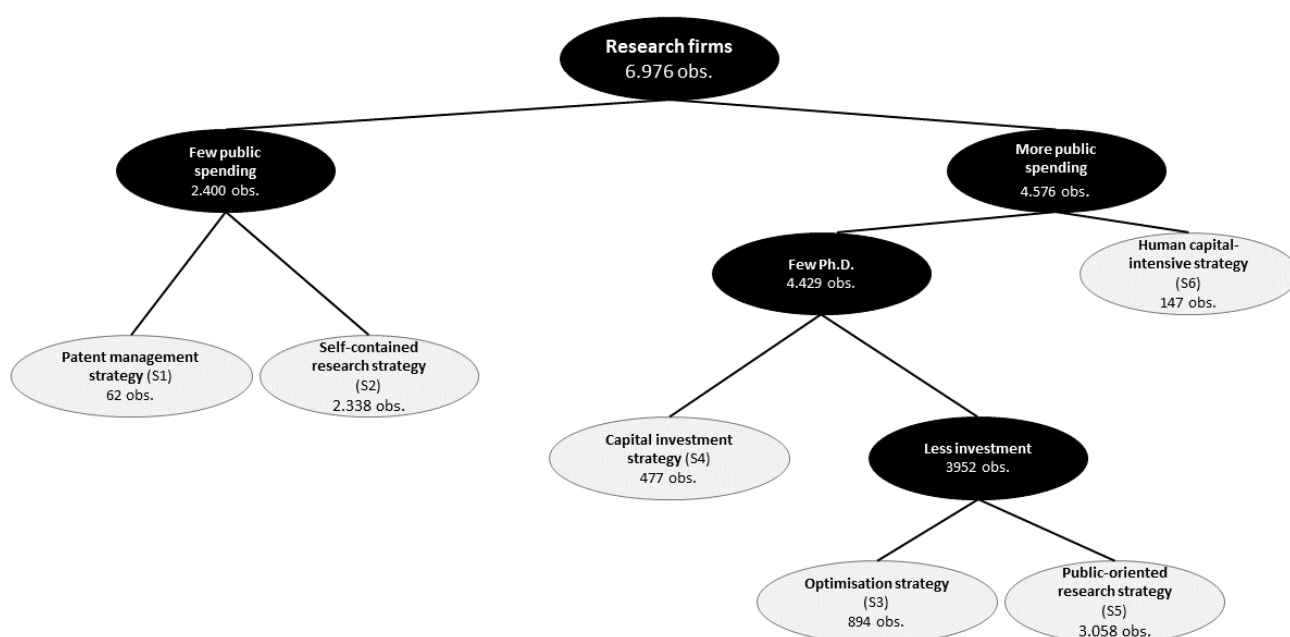 Research firms
6.976 obs.
Few public
spending
2.400 obs.
More public
spending
4.576 obs.
Few Ph.D.
4.429 obs.
Human capital-
intensive strategy
(S6)
147 obs.
Patent management
strategy (S1)
62 obs.
Self-contained
research strategy
(S2)
2.338 obs.
Capital investment
strategy (S4)
477 obs.
Less investment
3952 obs.
Optimisation strategy
(S3)
894 obs.
Public-oriented
research strategy
(S5)
3.058 obs.